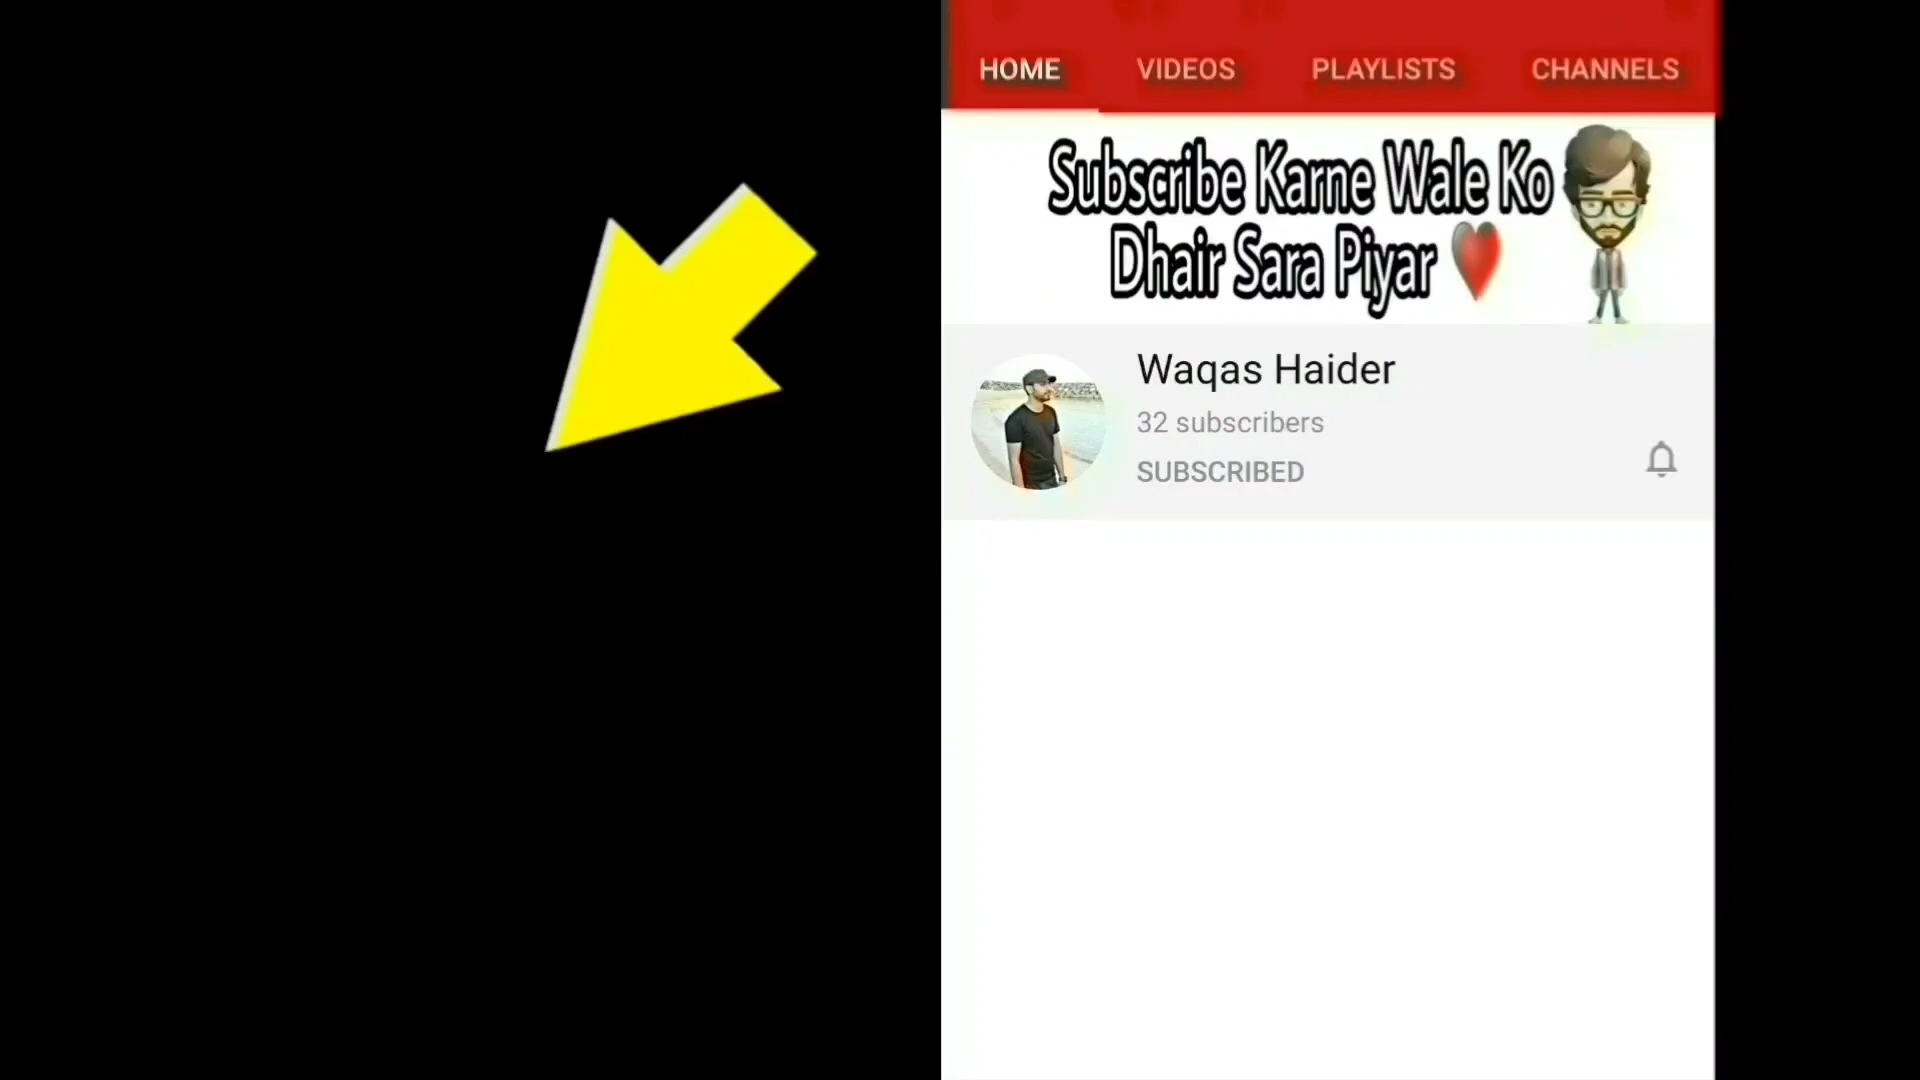 HOME VIDEOS PLAYLISTS CHANNELS
Subscribe Karne Wale Ko
Dhair Sara Piyar
Waqas Haider
32 subscribers
SUBSCRIBED